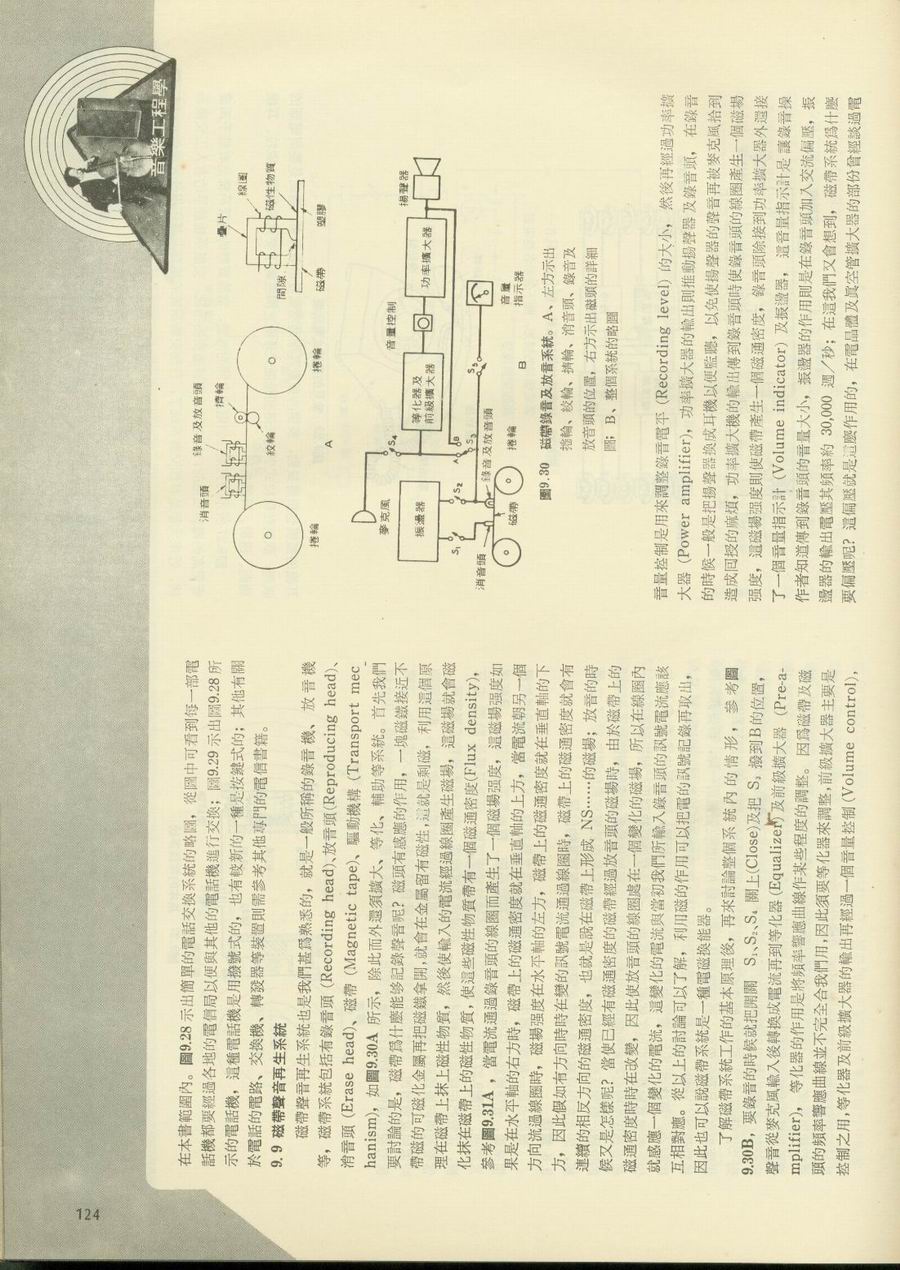 在本書範圍內。圖9.28 示出簡單的電話交換系統的略圖，從圖中可看到每一部電
話機都要經過各地的電信局以便與其他的電話機進行交換；圖9.29 示出圖9.28 所
示的電話機，這種電話機是用撥號式的，也有較新的一種是按鈕式的；其他有關
於電話的電路、交換機、轉發器等裝置則需參考其他專門的電信書籍。
9.9 磁帶聲音再生系統
磁帶聲音再生系統也是我們甚爲熟悉的，就是一般所稱的錄音機、放音機
等，磁帶系統包括有錄音頭 (Recording head)、放音頭(Reproducing head)、
消音頭 (Erase head)、磁帶 (Magnetic tape)、驅動機構 (Transport mec
hanism)，如圖9.30A 所示，除此而外還須擴大、等化、輔助等系統。首先我們
要討論的是，磁帶爲什麼能够記錄聲音呢？磁頭有感應的作用，一塊磁鐵接近不
帶磁的可磁化金屬再把磁鐵拿開，就會在金屬留有磁性，這就是剩磁，利用這個原
理在磁帶上抹上磁性物質，然後使輸入的電流經過線圈產生磁場，這磁場就會磁
化抹在磁帶上的磁性物質，使這些磁性物質帶有一個磁通密度(Flux density)，
參考圖9.31A，當電流通過錄音頭的線圈而產生了一個磁場强度，這磁場强度如
果是在水平軸的右方時，磁帶上的磁通密度就在垂直軸的上方，當電流朝另一個
方向流過線圈時，磁場强度在水平軸的左方，磁帶上的磁通密度就在垂直軸的下
方，因此假如有方向時時在變的訊號電流通過線圈時，磁帶上的磁通密度就會有
連續的相反方向的磁通密度，也就是說在磁帶上形成 NS……的磁場；放音的時
候又是怎樣呢？當使已經有磁通密度的磁帶經過放音頭的磁場時，由於磁帶上的
磁通密度時時在改變，因此使放音頭的線圈處在一個變化的磁場，所以在線圈內
就感應一個變化的電流，這變化的電流與當初我們所輸入錄音頭的訊號電流應該
互相對應。從以上的討論可以了解，利用磁的作用可以把電的訊號記錄再取出，
因此也可以說磁帶系統是一種電磁換能器。
了解磁帶系統工作的基本原理後，再來討論整個系統內的情形，參考圖
9.30B，要錄音的時候就把開關 S₁、S₂、S₄ 關上(Close)及把 S₃ 撥到B的位置，
聲音從麥克風輸入後轉換成電流再到等化器 (Equalizer)及前級擴大器 (Pre-a-
mplifier)，等化器的作用是將頻率響應曲線作某些程度的調整。因爲磁帶及磁
頭的頻率響應曲線並不完全合我們用，因此須要等化器來調整，前級擴大器主要是
控制之用，等化器及前級擴大器的輸出再經過一個音量控制 (Volume control)，
124
音樂工程學
消音頭
錄音及放音頭
擠輪
絞輪
捲輪
捲輪
A
疊片
線圈
磁性物質
間隙
磁帶
塑膠
麥克風
振盪器
S₄
等化器及
前級擴大器
音量控制
功率擴大器
揚聲器
S₁
S₂
A
B
S₃
S₅
消音頭
錄音及放音頭
磁帶
捲輪
音量
指示器
B
圖9.30 磁帶錄音及放音系統。A、左方示出
捲輪、絞輪、擠輪、消音頭、錄音及
放音頭的位置，右方示出磁頭的詳細
圖；B、整個系統的略圖
音量控制是用來調整錄音電平 (Recording level) 的大小，然後再經過功率擴
大器 (Power amplifier)，功率擴大器的輸出則推動揚聲器及錄音頭，在錄音
的時候一般是把揚聲器換成耳機以便監聽，以免使揚聲器的聲音再被麥克風拾到
造成回授的麻煩，功率擴大機的輸出傳到錄音頭時使錄音頭的線圈產生一個磁場
强度，這磁場强度則使磁帶產生一個磁通密度，錄音頭除接到功率擴大器外還接
了一個音量指示計 (Volume indicator) 及振盪器，這音量指示計是讓錄音操
作者知道傳到錄音頭的音量大小，振盪器的作用則是在錄音頭加入交流偏壓，振
盪器的輸出電壓其頻率約 30,000 週／秒；在這我們又會想到，磁帶系統爲什麼
要偏壓呢？這偏壓就是這麼作用的，在電晶體及眞空管擴大器的部份曾經談過電